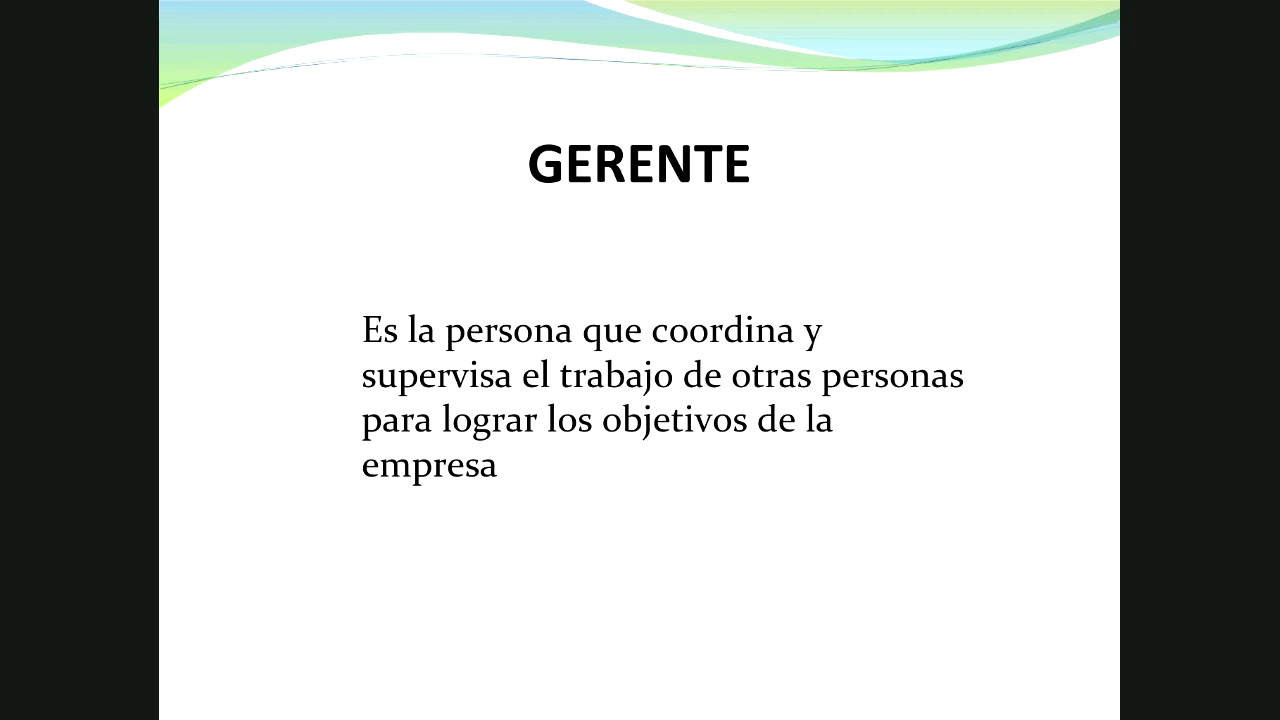 GERENTE
Es la persona que coordina y
supervisa el trabajo de otras personas
para lograr los objetivos de la
empresa